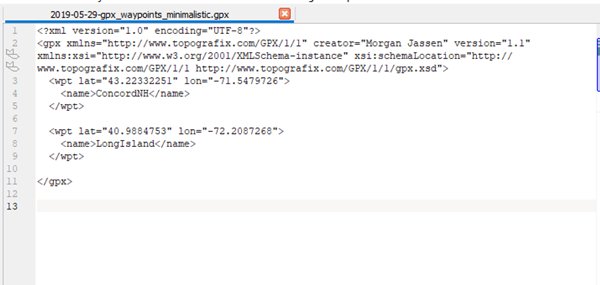 2019-05-29-gpx_waypoints_minimalistic.gpx
1 <?xml version="1.0" encoding="UTF-8"?>
2 <gpx xmlns="http://www.topografix.com/GPX/1/1" creator="Morgan Jassen" version="1.1"
xmlns:xsi="http://www.w3.org/2001/XMLSchema-instance" xsi:schemaLocation="http://
www.topografix.com/GPX/1/1 http://www.topografix.com/GPX/1/1/gpx.xsd">
3 <wpt lat="43.22332251" lon="-71.5479726">
4 <name>ConcordNH</name>
5 </wpt>
6
7 <wpt lat="40.9884753" lon="-72.2087268">
8 <name>LongIsland</name>
9 </wpt>
10
11 </gpx>
12
13